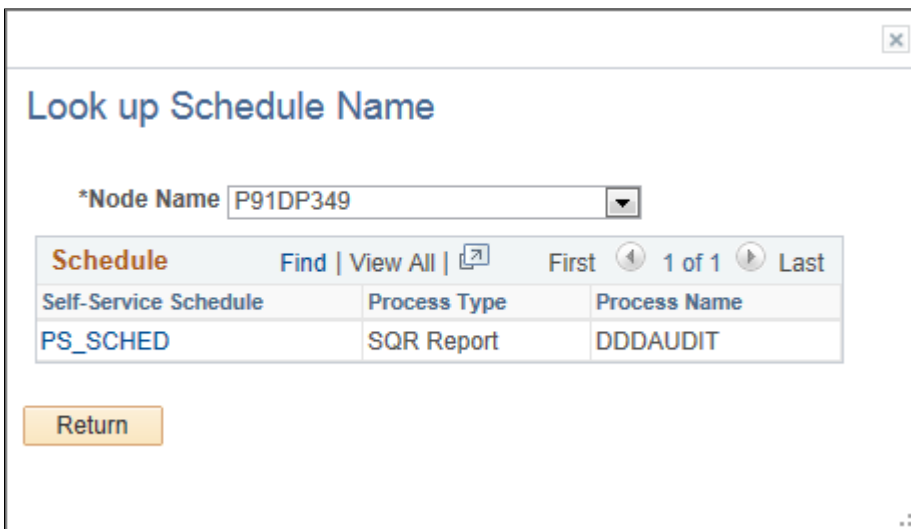 Look up Schedule Name
*Node Name P91DP349
Schedule Find | View All | First 1 of 1 Last
Self-Service Schedule Process Type Process Name
PS_SCHED SQR Report DDDAUDIT
Return